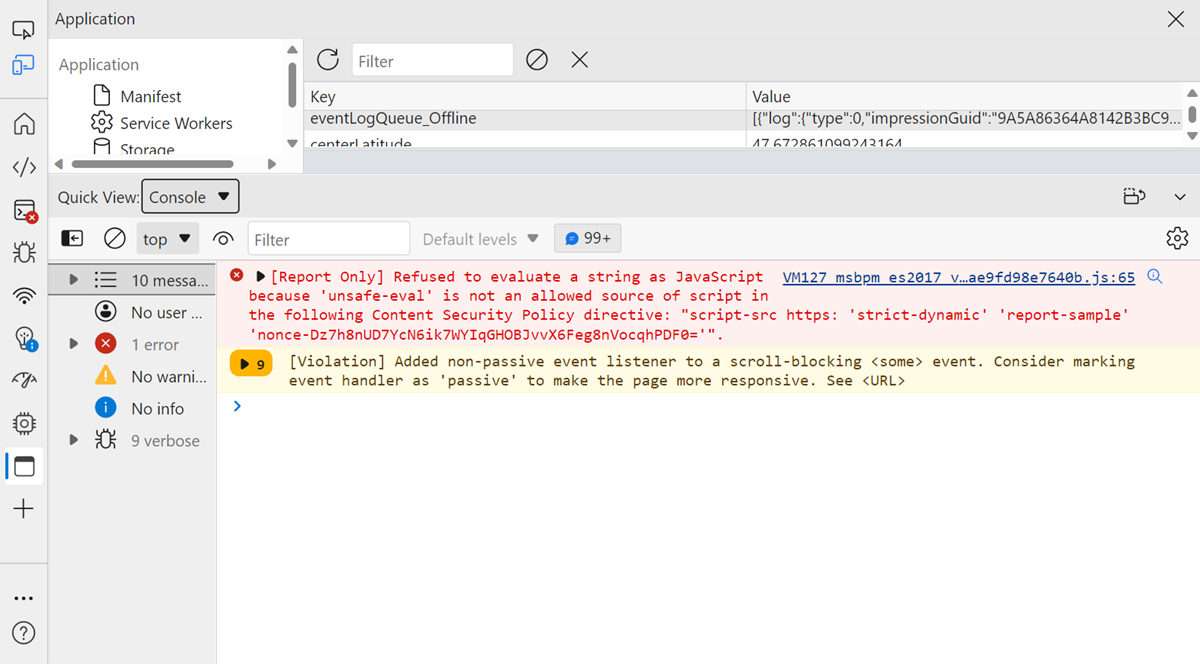 Application
Application
Manifest
Service Workers
Storage
Filter
Key Value
eventLogQueue_Offline [{"log":{"type":0,"impressionGuid":"9A5A86364A8142B3BC9...
centerLatitude 47.672861099243164
Quick View: Console
top Filter Default levels 99+
10 messa...
No user ...
1 error
No warni...
No info
9 verbose
[Report Only] Refused to evaluate a string as JavaScript VM127 msbpm_es2017_v…ae9fd98e7640b.js:65
because 'unsafe-eval' is not an allowed source of script in
the following Content Security Policy directive: "script-src https: 'strict-dynamic' 'report-sample'
'nonce-Dz7h8nUD7YcN6ik7WYIqGHOBJvvX6Feg8nVocqhPDF0='".
9 [Violation] Added non-passive event listener to a scroll-blocking <some> event. Consider marking
event handler as 'passive' to make the page more responsive. See <URL>